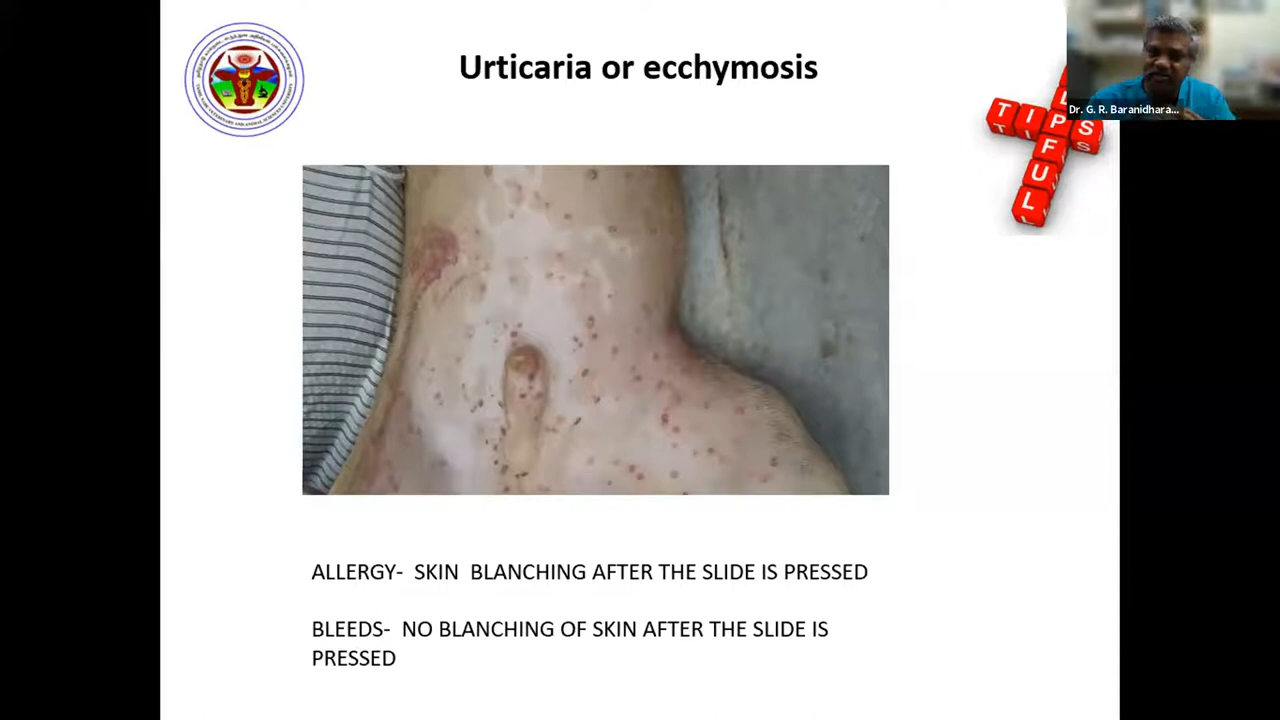 Urticaria or ecchymosis
Dr. G. R. Baranidhara...
TIPS
FUL
ALLERGY- SKIN BLANCHING AFTER THE SLIDE IS PRESSED
BLEEDS- NO BLANCHING OF SKIN AFTER THE SLIDE IS
PRESSED